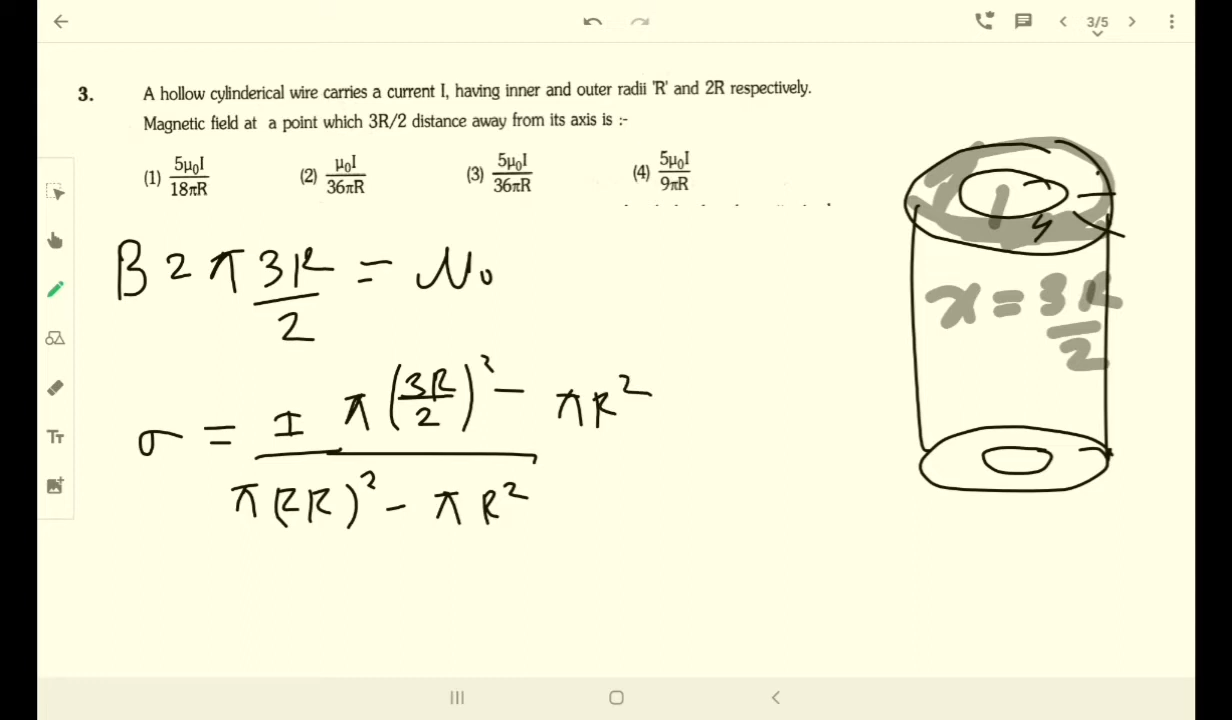 3/5
3. A hollow cylinderical wire carries a current I, having inner and outer radii 'R' and 2R respectively.
Magnetic field at a point which 3R/2 distance away from its axis is :-
(1) 5μ₀I/18πR (2) μ₀I/36πR (3) 5μ₀I/36πR (4) 5μ₀I/9πR
B 2 π 3R/2 = μ₀
x = 3R/2
σ = I π(3R/2)² - πR² / π(2R)² - πR²
Tт